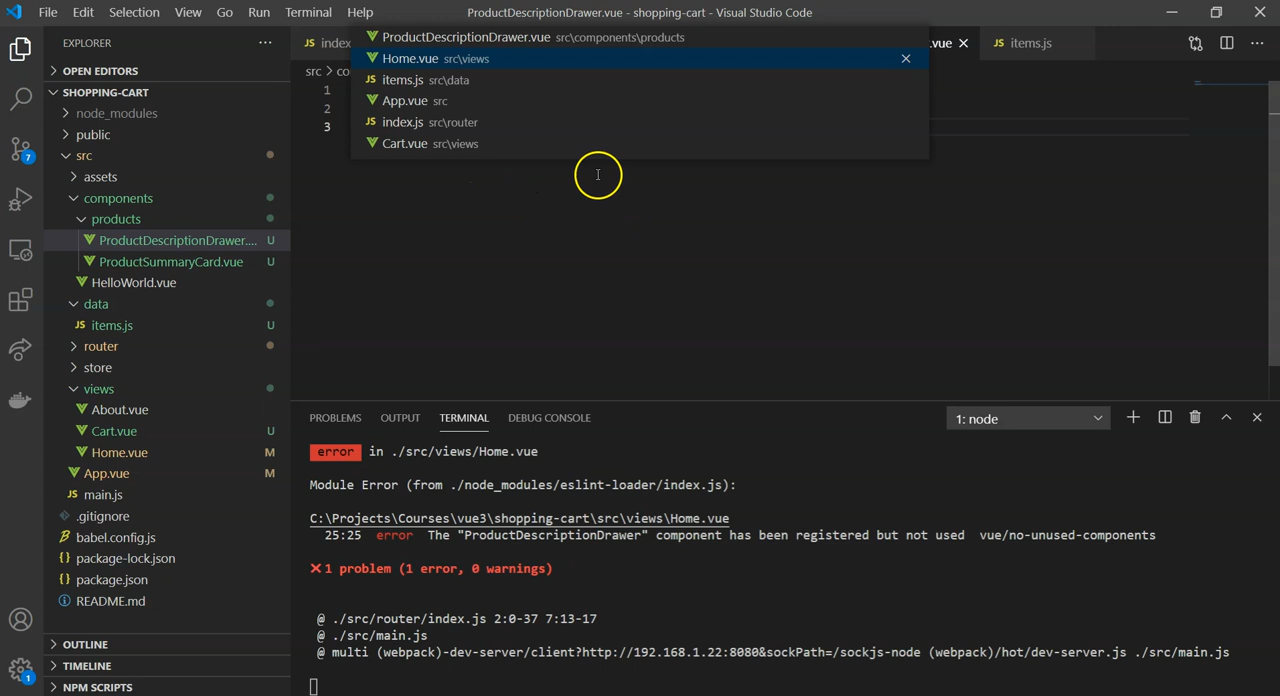 File Edit Selection View Go Run Terminal Help ProductDescriptionDrawer.vue - shopping-cart - Visual Studio Code
EXPLORER
OPEN EDITORS
SHOPPING-CART
node_modules
public
src
assets
components
products
ProductDescriptionDrawer.... U
ProductSummaryCard.vue U
HelloWorld.vue
data
JS items.js U
router
store
views
About.vue
Cart.vue U
Home.vue M
App.vue M
JS main.js
.gitignore
babel.config.js
{} package-lock.json
{} package.json
README.md
OUTLINE
TIMELINE
NPM SCRIPTS
7
1
JS index
.vue
JS items.js
src > co
1
2
3
ProductDescriptionDrawer.vue src\components\products
Home.vue src\views
JS items.js src\data
App.vue src
JS index.js src\router
Cart.vue src\views
PROBLEMS OUTPUT TERMINAL DEBUG CONSOLE 1: node
error in ./src/views/Home.vue
Module Error (from ./node_modules/eslint-loader/index.js):
C:\Projects\Courses\vue3\shopping-cart\src\views\Home.vue
25:25 error The "ProductDescriptionDrawer" component has been registered but not used vue/no-unused-components
✕ 1 problem (1 error, 0 warnings)
@ ./src/router/index.js 2:0-37 7:13-17
@ ./src/main.js
@ multi (webpack)-dev-server/client?http://192.168.1.22:8080&sockPath=/sockjs-node (webpack)/hot/dev-server.js ./src/main.js